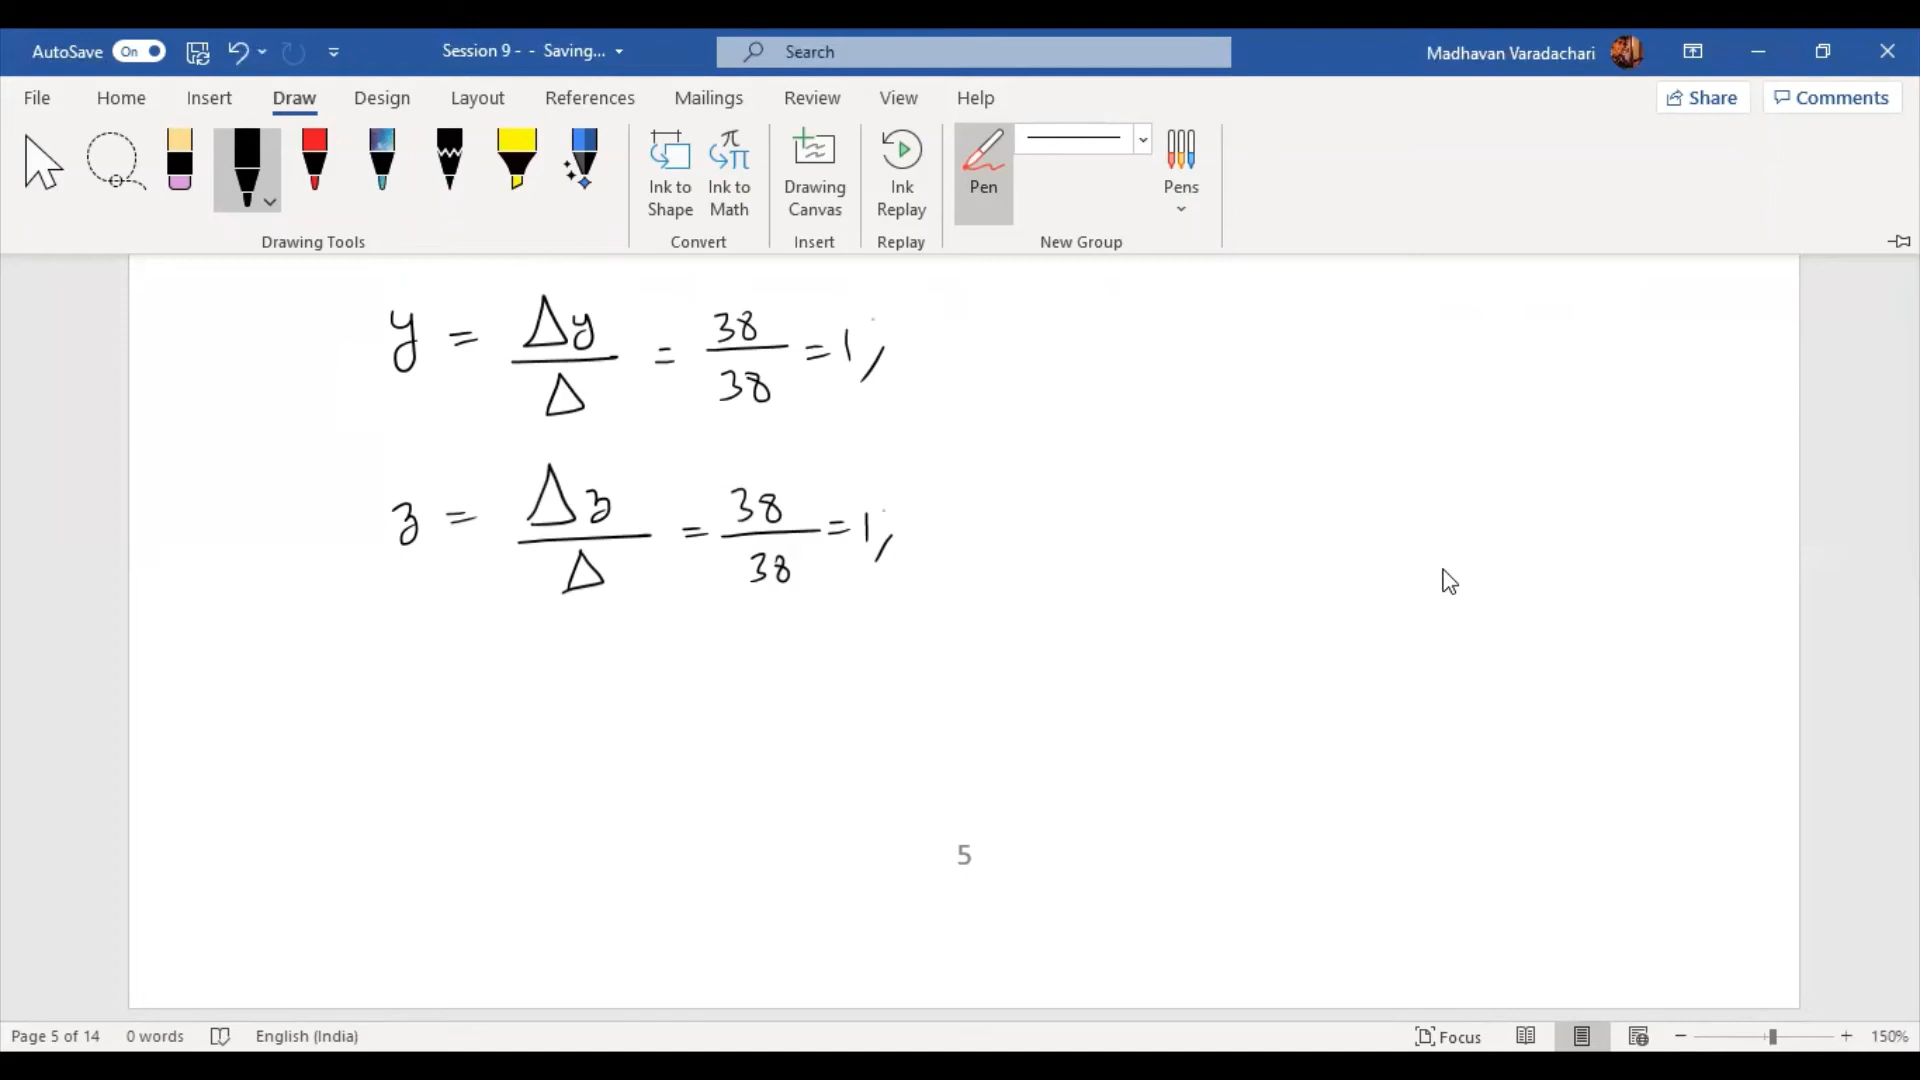 AutoSave On Session 9 - - Saving... Search Madhavan Varadachari
File Home Insert Draw Design Layout References Mailings Review View Help Share Comments
Ink to Shape Ink to Math Drawing Canvas Ink Replay Pen Pens
Drawing Tools Convert Insert Replay New Group
y = Δy/Δ = 38/38 = 1,
z = Δz/Δ = 38/38 = 1,
5
Page 5 of 14 0 words English (India) Focus 150%